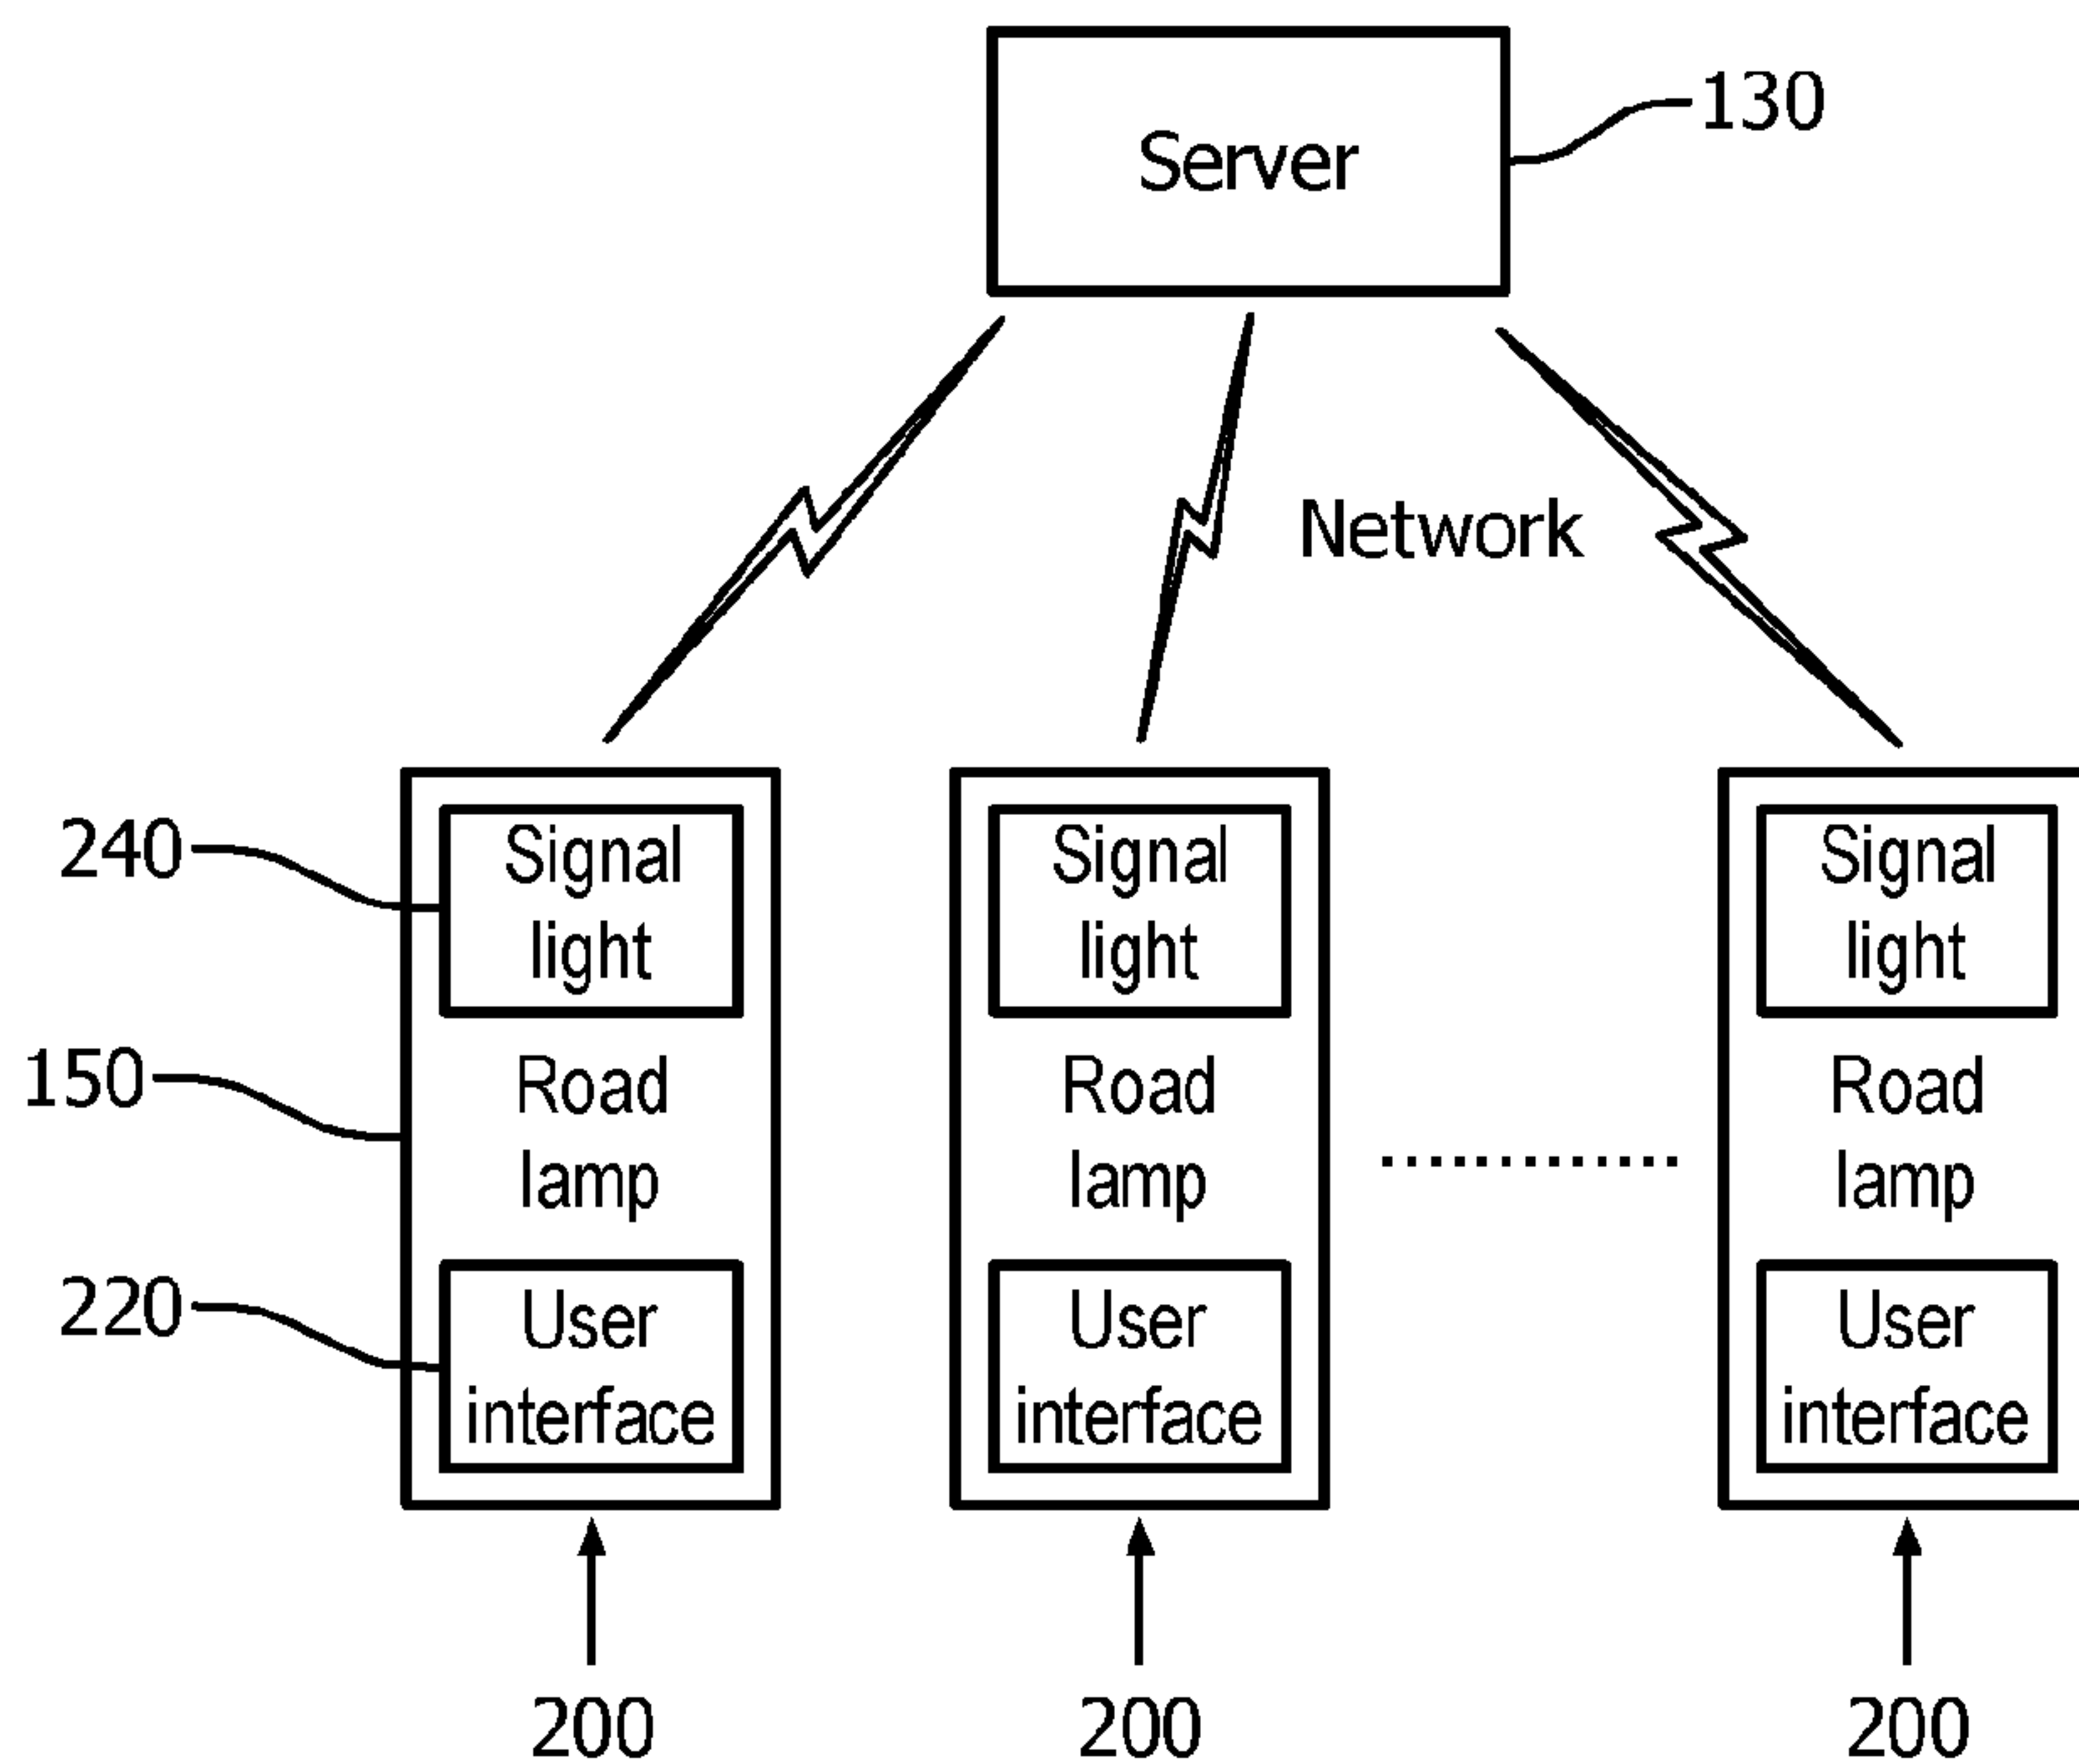 Server
130
Network
240
Signal
light
Signal
light
Signal
light
150
Road
lamp
Road
lamp
Road
lamp
220
User
interface
User
interface
User
interface
200
200
200